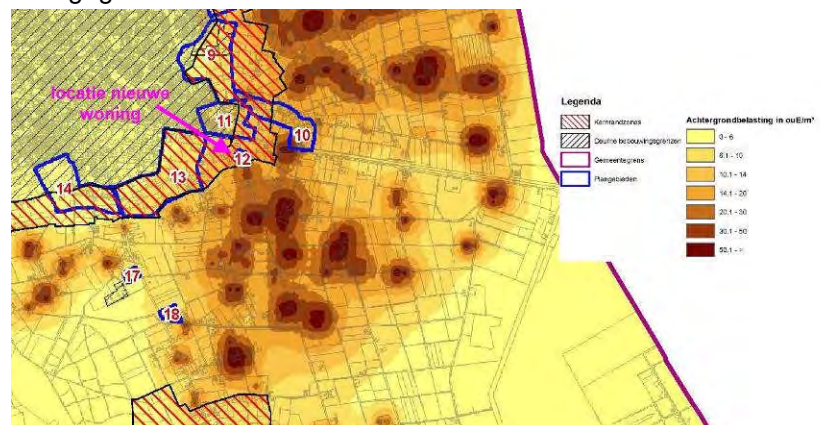 9
locatie nieuwe
woning
11
10
12
13
14
17
18
Legenda
Kernrandzones
Deurne bebouwingsgrenzen
Gemeentegrens
Plangebieden
Achtergrondbelasting in ouE/m³
0 - 6
6.1 - 10
10.1 - 14
14.1 - 20
20.1 - 30
30.1 - 50
50.1 - >